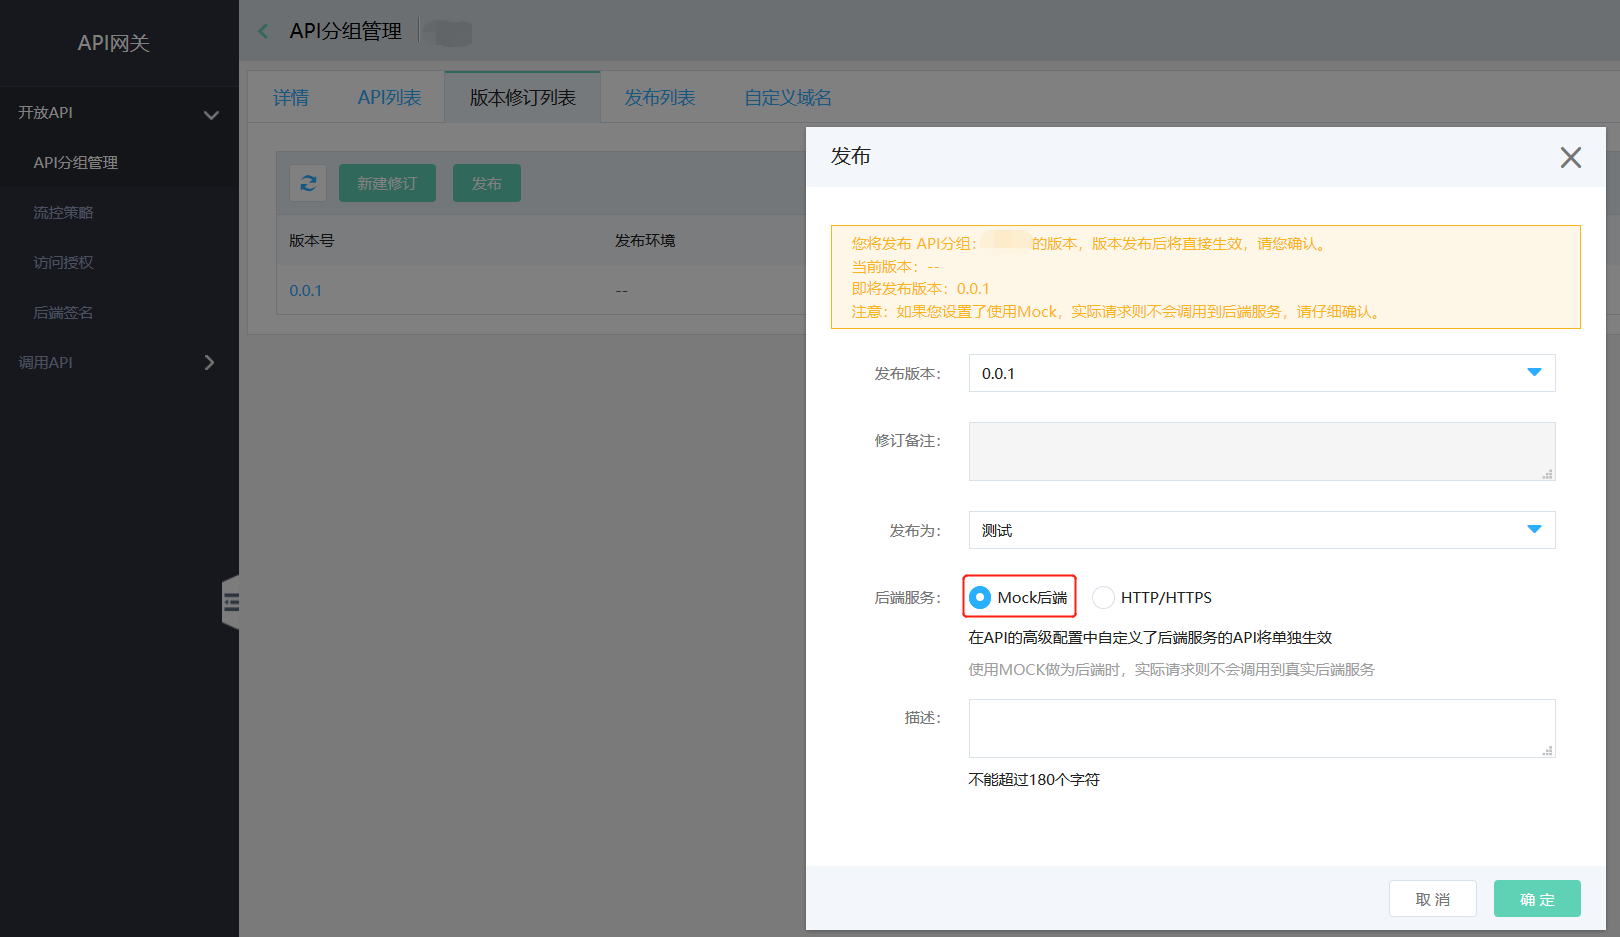 API网关
开放API
API分组管理
流控策略
访问授权
后端签名
调用API
API分组管理
详情
API列表
版本修订列表
发布列表
自定义域名
新建修订
发布
版本号
发布环境
0.0.1
--
发布
您将发布 API分组：的版本，版本发布后将直接生效，请您确认。
当前版本：--
即将发布版本：0.0.1
注意：如果您设置了使用Mock，实际请求则不会调用到后端服务，请仔细确认。
发布版本：
0.0.1
修订备注：
发布为：
测试
后端服务：
Mock后端
HTTP/HTTPS
在API的高级配置中自定义了后端服务的API将单独生效
使用MOCK做为后端时，实际请求则不会调用到真实后端服务
描述：
不能超过180个字符
取消
确定